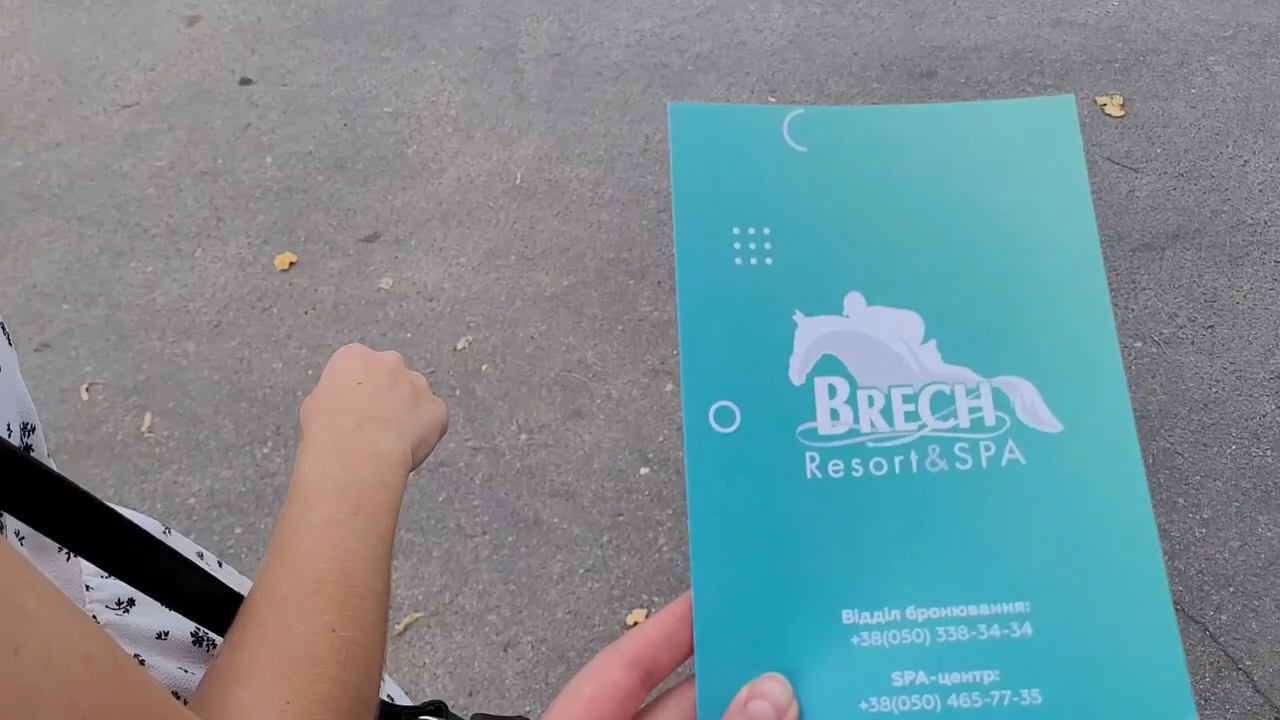 BRECH
Resort&SPA
Відділ бронювання:
+38(050) 338-34-34
SPA-центр:
+38(050) 465-77-35